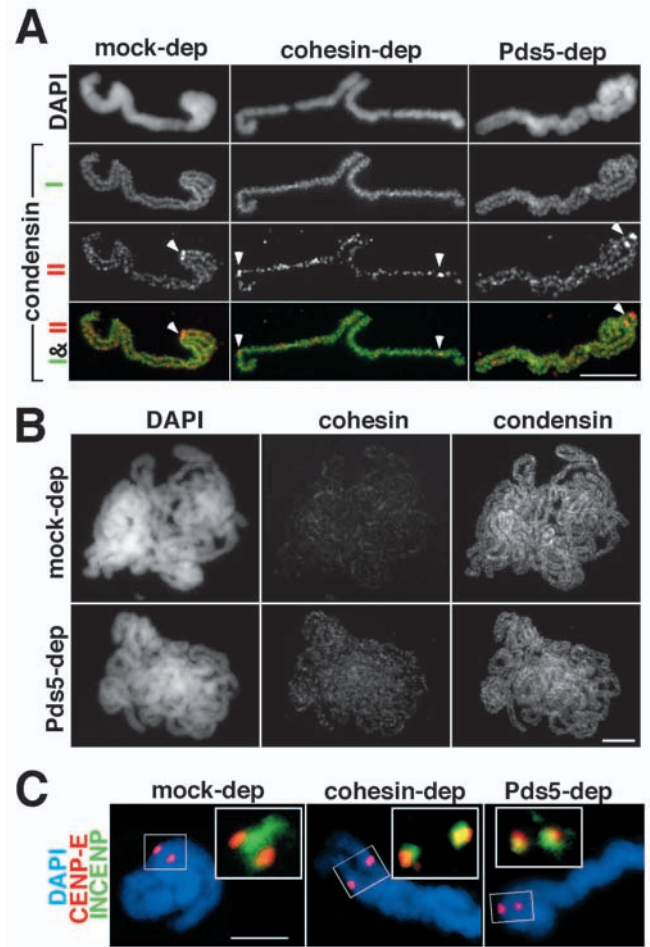 A
mock-dep cohesin-dep Pds5-dep
DAPI
condensin
I
II
I & II
B
DAPI cohesin condensin
mock-dep
Pds5-dep
C
mock-dep cohesin-dep Pds5-dep
DAPI
CENP-E
INCENP